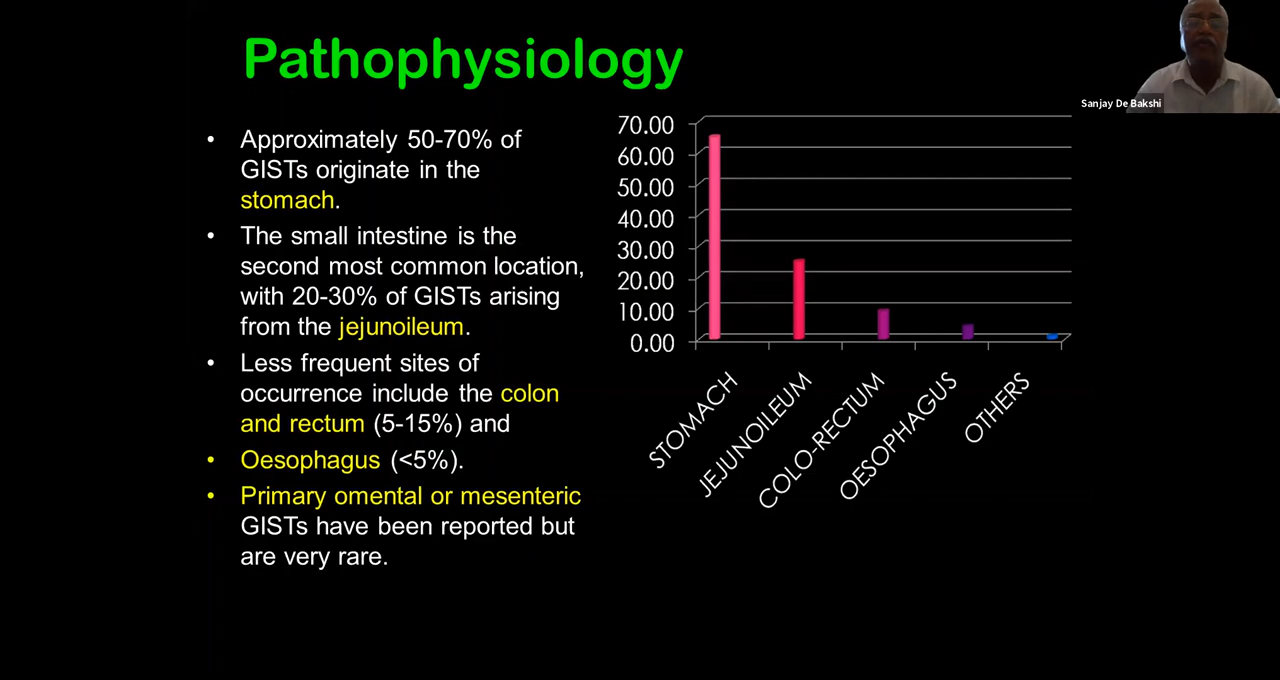 Pathophysiology
Sanjay De Bakshi
• Approximately 50-70% of
GISTs originate in the
stomach.
• The small intestine is the
second most common location,
with 20-30% of GISTs arising
from the jejunoileum.
• Less frequent sites of
occurrence include the colon
and rectum (5-15%) and
• Oesophagus (<5%).
• Primary omental or mesenteric
GISTs have been reported but
are very rare.
70.00
60.00
50.00
40.00
30.00
20.00
10.00
0.00
STOMACH
JEJUNOILEUM
COLO-RECTUM
OESOPHAGUS
OTHERS